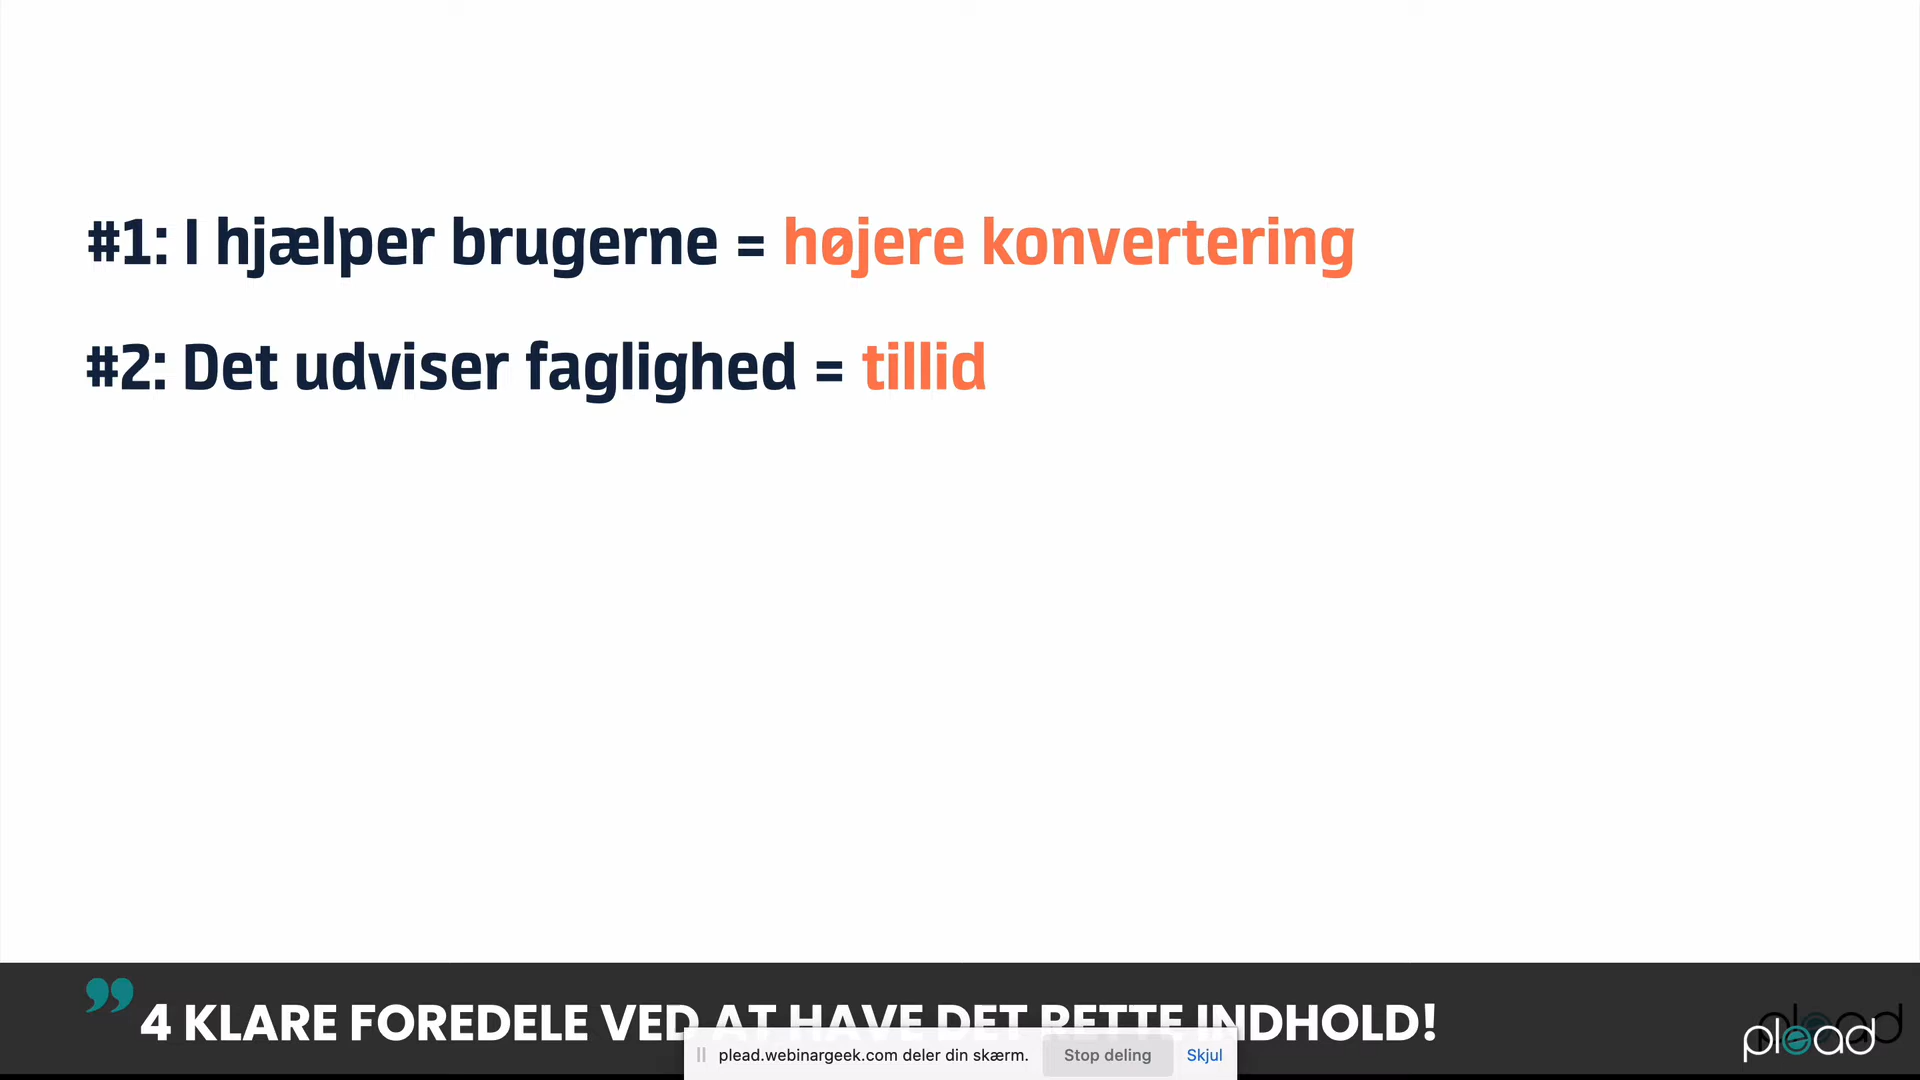 #1: I hjælper brugerne = højere konvertering
#2: Det udviser faglighed = tillid
” 4 KLARE FOREDELE VED AT HAVE DET RETTE INDHOLD!
plead
plead
plead.webinargeek.com deler din skærm. Stop deling Skjul